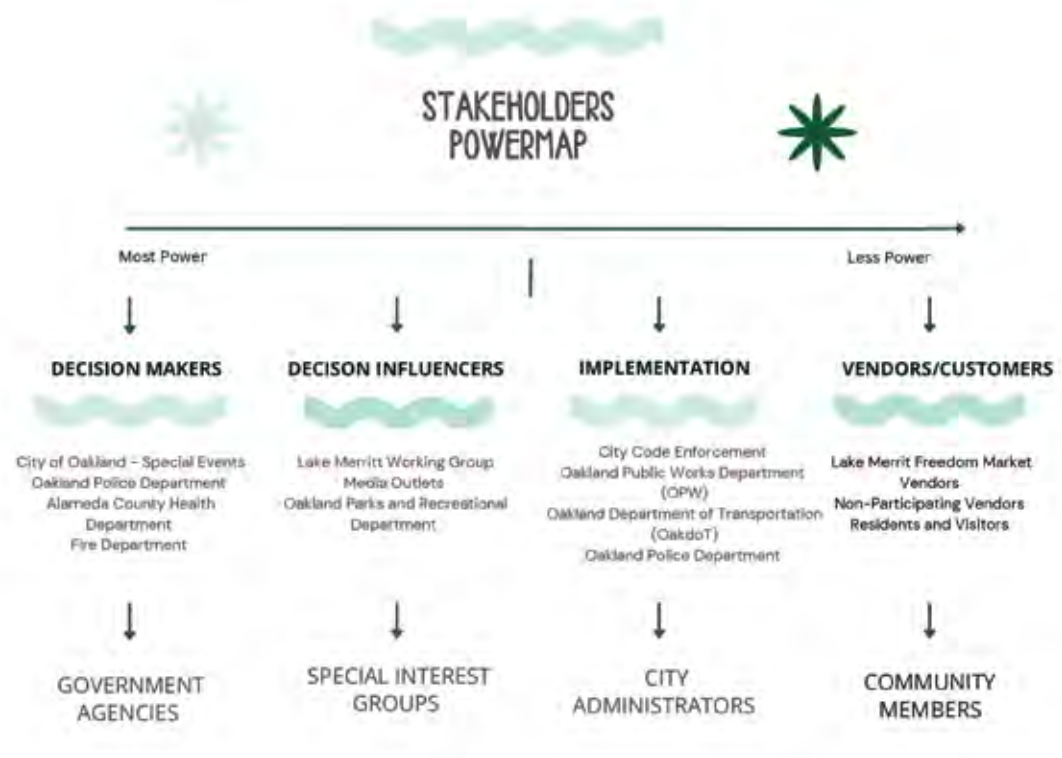 STAKEHOLDERS
POWERMAP
Most Power
Less Power
DECISION MAKERS
City of Oakland - Special Events
Oakland Police Department
Alameda County Health
Department
Fire Department
GOVERNMENT
AGENCIES
DECISON INFLUENCERS
Lake Merritt Working Group
Media Outlets
Oakland Parks and Recreational
Department
SPECIAL INTEREST
GROUPS
IMPLEMENTATION
City Code Enforcement
Oakland Public Works Department
(OPW)
Oakland Department of Transportation
(OakdoT)
Oakland Police Department
CITY
ADMINISTRATORS
VENDORS/CUSTOMERS
Lake Merrit Freedom Market
Vendors
Non-Participating Vendors
Residents and Visitors
COMMUNITY
MEMBERS